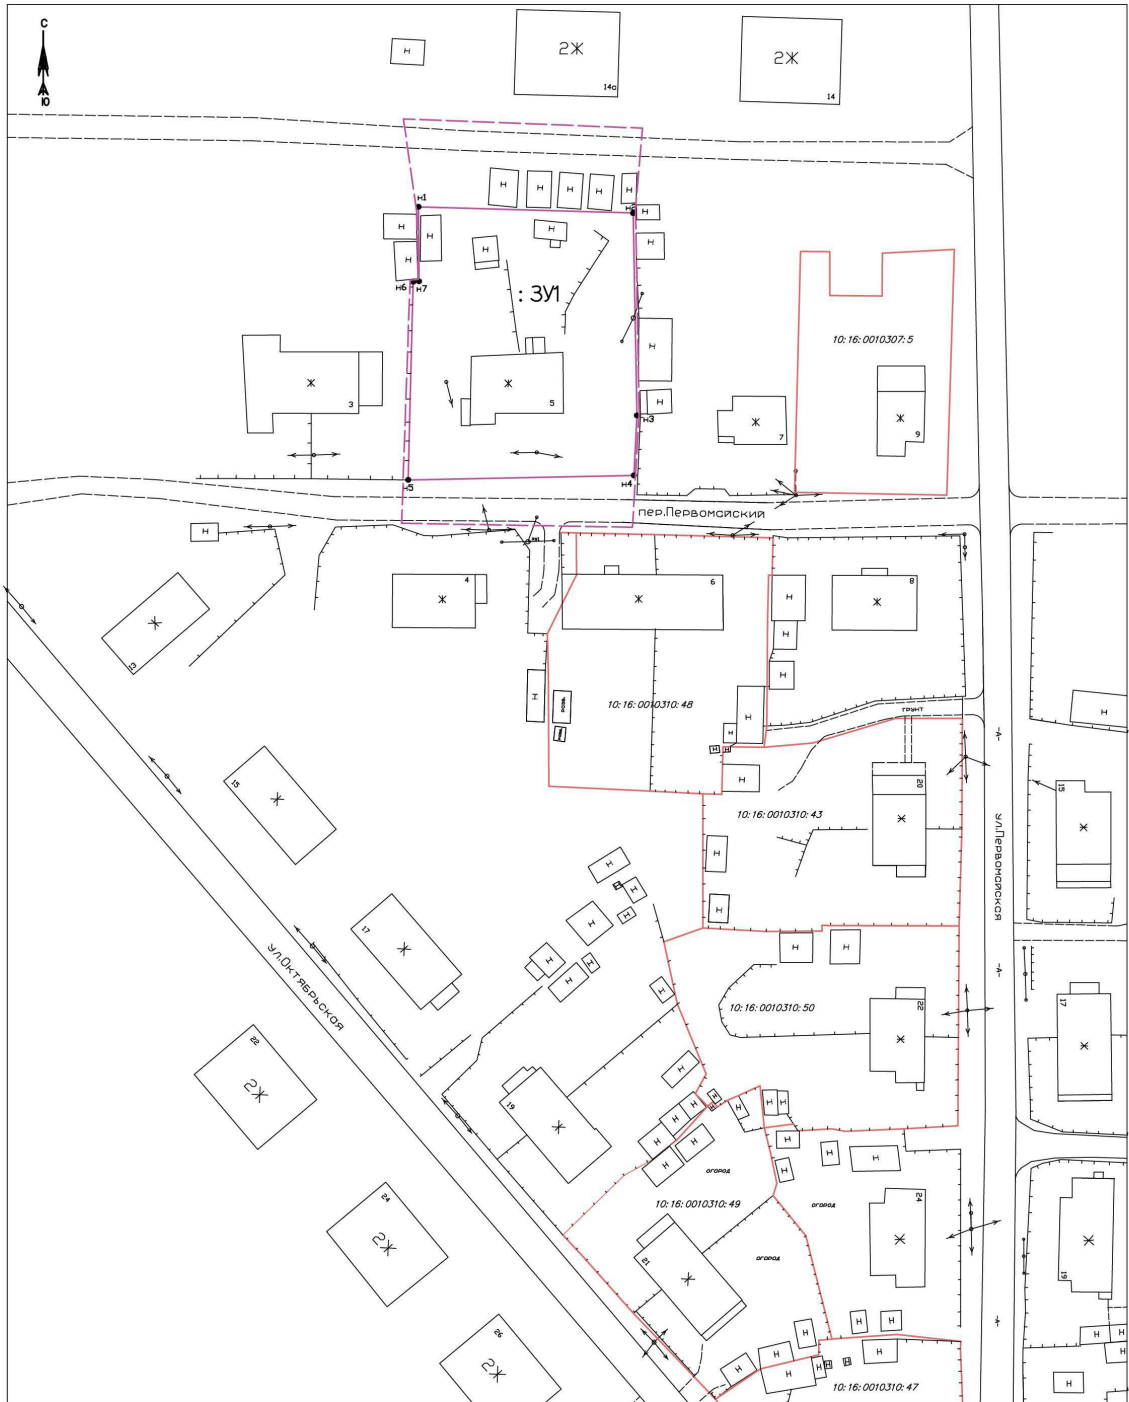 С
Ю
Н
2Ж
14а
2Ж
14
Н
Н
Н
Н
Н
н1
н2
Н
Н
Н
Н
Н
Н
Н
н6
н7
:ЗУ1
Н
10:16:0010307:5
Ж
3
Ж
5
Н
н3
Ж
7
Ж
9
н5
н4
пер.Первомайский
Н
Ж
4
Ж
6
Ж
8
Н
Н
Н
Ж
13
Н
10:16:0010310:48
Н
Н
Н
Н
ГРУНТ
Н
-А-
Н
Ж
15
10:16:0010310:43
Ж
20
ул.Первомайская
Ж
15
Н
Н
Н
Н
Н
Н
Ж
17
ул.Октябрьская
Н
Н
Н
Н
Н
Н
-А-
10:16:0010310:50
Ж
22
Ж
17
2Ж
22
Н
Ж
19
Н
Н
Н
Н
Н
Н
Н
Н
Н
Н
Н
Н
Н
ОГОРОД
10:16:0010310:49
ОГОРОД
Ж
24
2Ж
24
ОГОРОД
Ж
21
Ж
19
-А-
2Ж
26
Н
Н
Н
Н
Н
Н
Н
Н
Н
Н
Н
Н
Н
10:16:0010310:47
Н